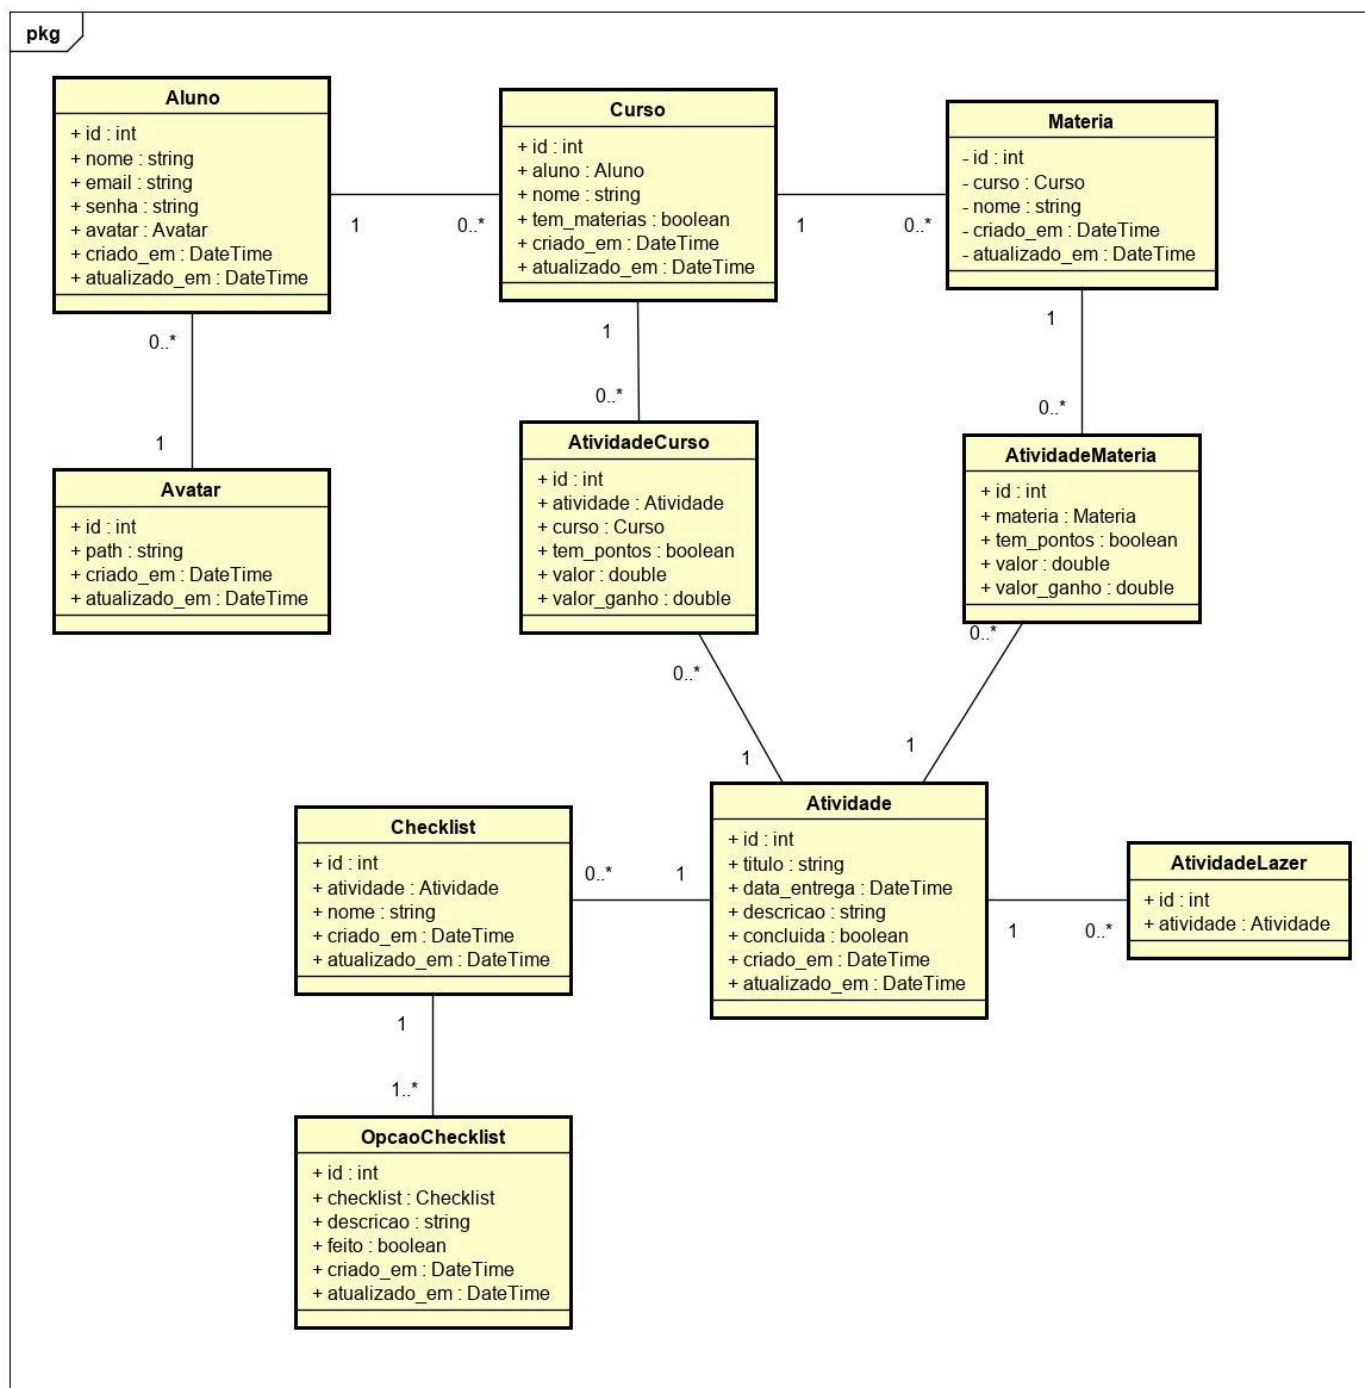 pkg
Aluno
+ id : int
+ nome : string
+ email : string
+ senha : string
+ avatar : Avatar
+ criado_em : DateTime
+ atualizado_em : DateTime
Curso
+ id : int
+ aluno : Aluno
+ nome : string
+ tem_materias : boolean
+ criado_em : DateTime
+ atualizado_em : DateTime
Materia
- id : int
- curso : Curso
- nome : string
- criado_em : DateTime
- atualizado_em : DateTime
1
0..*
1
0..*
0..*
1
1
0..*
1
0..*
Avatar
+ id : int
+ path : string
+ criado_em : DateTime
+ atualizado_em : DateTime
AtividadeCurso
+ id : int
+ atividade : Atividade
+ curso : Curso
+ tem_pontos : boolean
+ valor : double
+ valor_ganho : double
AtividadeMateria
+ id : int
+ materia : Materia
+ tem_pontos : boolean
+ valor : double
+ valor_ganho : double
0..*
1
0..*
1
Checklist
+ id : int
+ atividade : Atividade
+ nome : string
+ criado_em : DateTime
+ atualizado_em : DateTime
0..*
1
Atividade
+ id : int
+ titulo : string
+ data_entrega : DateTime
+ descricao : string
+ concluida : boolean
+ criado_em : DateTime
+ atualizado_em : DateTime
1
0..*
AtividadeLazer
+ id : int
+ atividade : Atividade
1
1..*
OpcaoChecklist
+ id : int
+ checklist : Checklist
+ descricao : string
+ feito : boolean
+ criado_em : DateTime
+ atualizado_em : DateTime